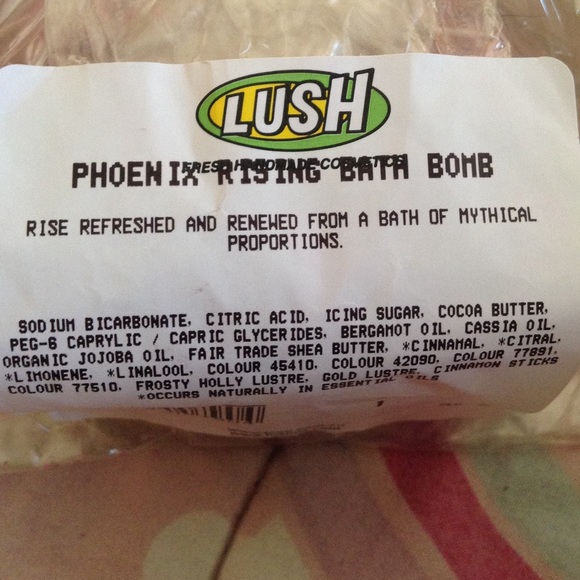 LUSH
FRESH HANDMADE COSMETICS
PHOENIX RISING BATH BOMB
RISE REFRESHED AND RENEWED FROM A BATH OF MYTHICAL
PROPORTIONS.
SODIUM BICARBONATE, CITRIC ACID, ICING SUGAR, COCOA BUTTER,
PEG-6 CAPRYLIC / CAPRIC GLYCERIDES, BERGAMOT OIL, CASSIA OIL,
ORGANIC JOJOBA OIL, FAIR TRADE SHEA BUTTER, *CINNAMAL, *CITRAL,
*LIMONENE, *LINALOOL, COLOUR 45410, COLOUR 42090, COLOUR 77891,
COLOUR 77510, FROSTY HOLLY LUSTRE, GOLD LUSTRE, CINNAMON STICKS
*OCCURS NATURALLY IN ESSENTIAL OILS
1